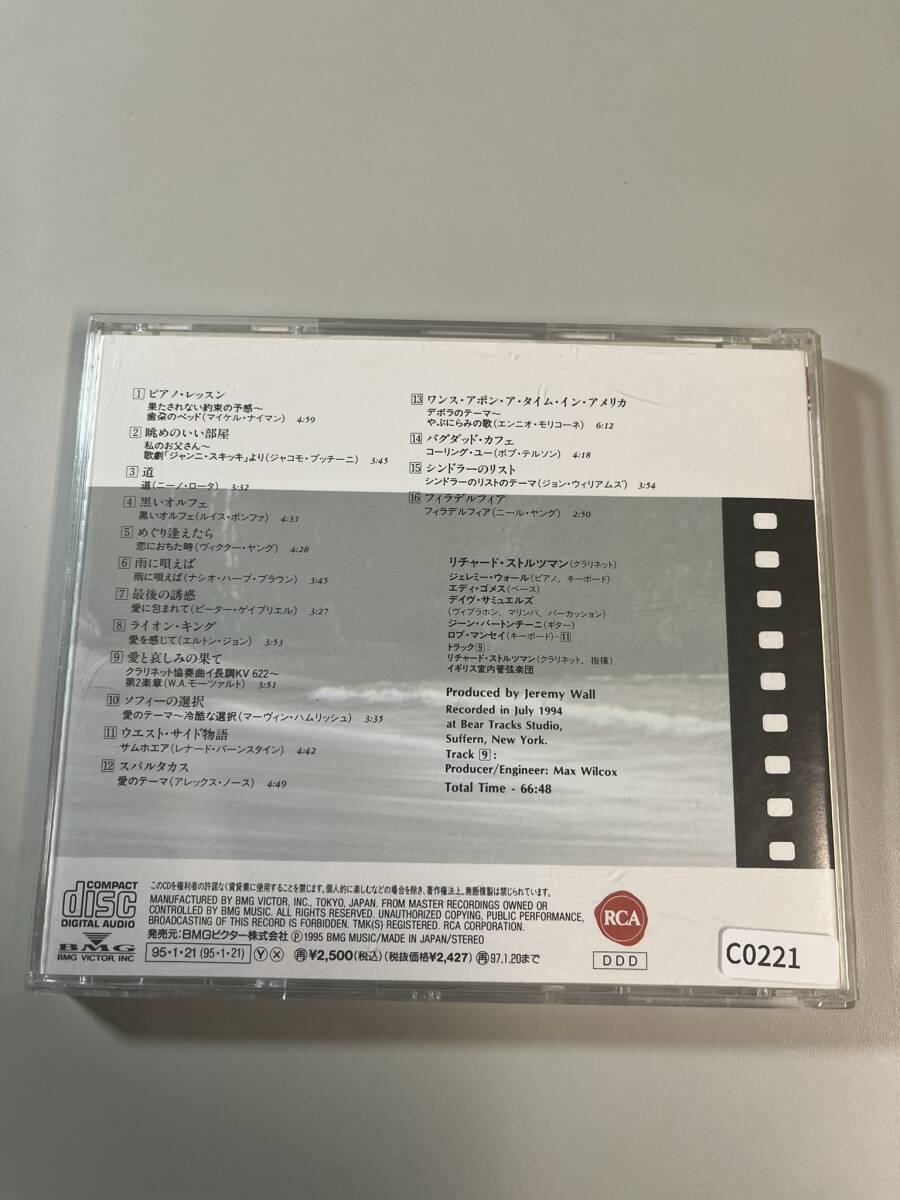 1 ピアノ・レッスン
果たされない約束の予感〜
歯朶のベッド(マイケル・ナイマン) 4:59
2 眺めのいい部屋
私のお父さん〜
歌劇「ジャンニ・スキッキ」より(ジャコモ・プッチーニ) 3:45
3 道
道(ニーノ・ロータ) 3:32
4 黒いオルフェ
黒いオルフェ(ルイス・ボンファ) 4:31
5 めぐり逢えたら
恋におちた時(ヴィクター・ヤング) 4:28
6 雨に唄えば
雨に唄えば(ナシオ・ハーブ・ブラウン) 3:45
7 最後の誘惑
愛に包まれて(ピーター・ゲイブリエル) 3:27
8 ライオン・キング
愛を感じて(エルトン・ジョン) 3:53
9 愛と哀しみの果て
クラリネット協奏曲イ長調KV 622〜
第2楽章(W.A.モーツァルト) 3:51
10 ソフィーの選択
愛のテーマ〜冷酷な選択(マーヴィン・ハムリッシュ) 3:35
11 ウエスト・サイド物語
サムホエア(レナード・バーンスタイン) 4:42
12 スパルタカス
愛のテーマ(アレックス・ノース) 4:49
13 ワンス・アポン・ア・タイム・イン・アメリカ
デボラのテーマ〜
やぶにらみの歌(エンニオ・モリコーネ) 6:12
14 バグダッド・カフェ
コーリング・ユー(ボブ・テルソン) 4:18
15 シンドラーのリスト
シンドラーのリストのテーマ(ジョン・ウィリアムズ) 3:54
16 フィラデルフィア
フィラデルフィア(ニール・ヤング) 2:50
リチャード・ストルツマン(クラリネット)
ジェレミー・ウォール(ピアノ、キーボード)
エディ・ゴメス(ベース)
デイヴ・サミュエルズ
(ヴィブラホン、マリンバ、パーカッション)
ジーン・バートンチーニ(ギター)
ロブ・マンセイ(キーボード)-11
トラック9:
リチャード・ストルツマン(クラリネット、指揮)
イギリス室内管弦楽団
Produced by Jeremy Wall
Recorded in July 1994
at Bear Tracks Studio,
Suffern, New York.
Track 9:
Producer/Engineer: Max Wilcox
Total Time - 66:48
COMPACT
disc
DIGITAL AUDIO
BMG
BMG VICTOR, INC
このCDを権利者の許諾なく賃貸業に使用することを禁じます。個人的に楽しむなどの場合を除き、著作権法上、無断複製は禁じられています。
MANUFACTURED BY BMG VICTOR, INC., TOKYO, JAPAN. FROM MASTER RECORDINGS OWNED OR
CONTROLLED BY BMG MUSIC. ALL RIGHTS RESERVED. UNAUTHORIZED COPYING, PUBLIC PERFORMANCE,
BROADCASTING OF THIS RECORD IS FORBIDDEN. TMK(S) REGISTERED. RCA CORPORATION.
発売元:BMGビクター株式会社 Ⓟ1995 BMG MUSIC/MADE IN JAPAN/STEREO
95・1・21 (95・1・21) Ⓨ ⓧ 再¥2,500(税込)(税抜価格¥2,427) 再97.1.20まで
RCA
DDD
C0221